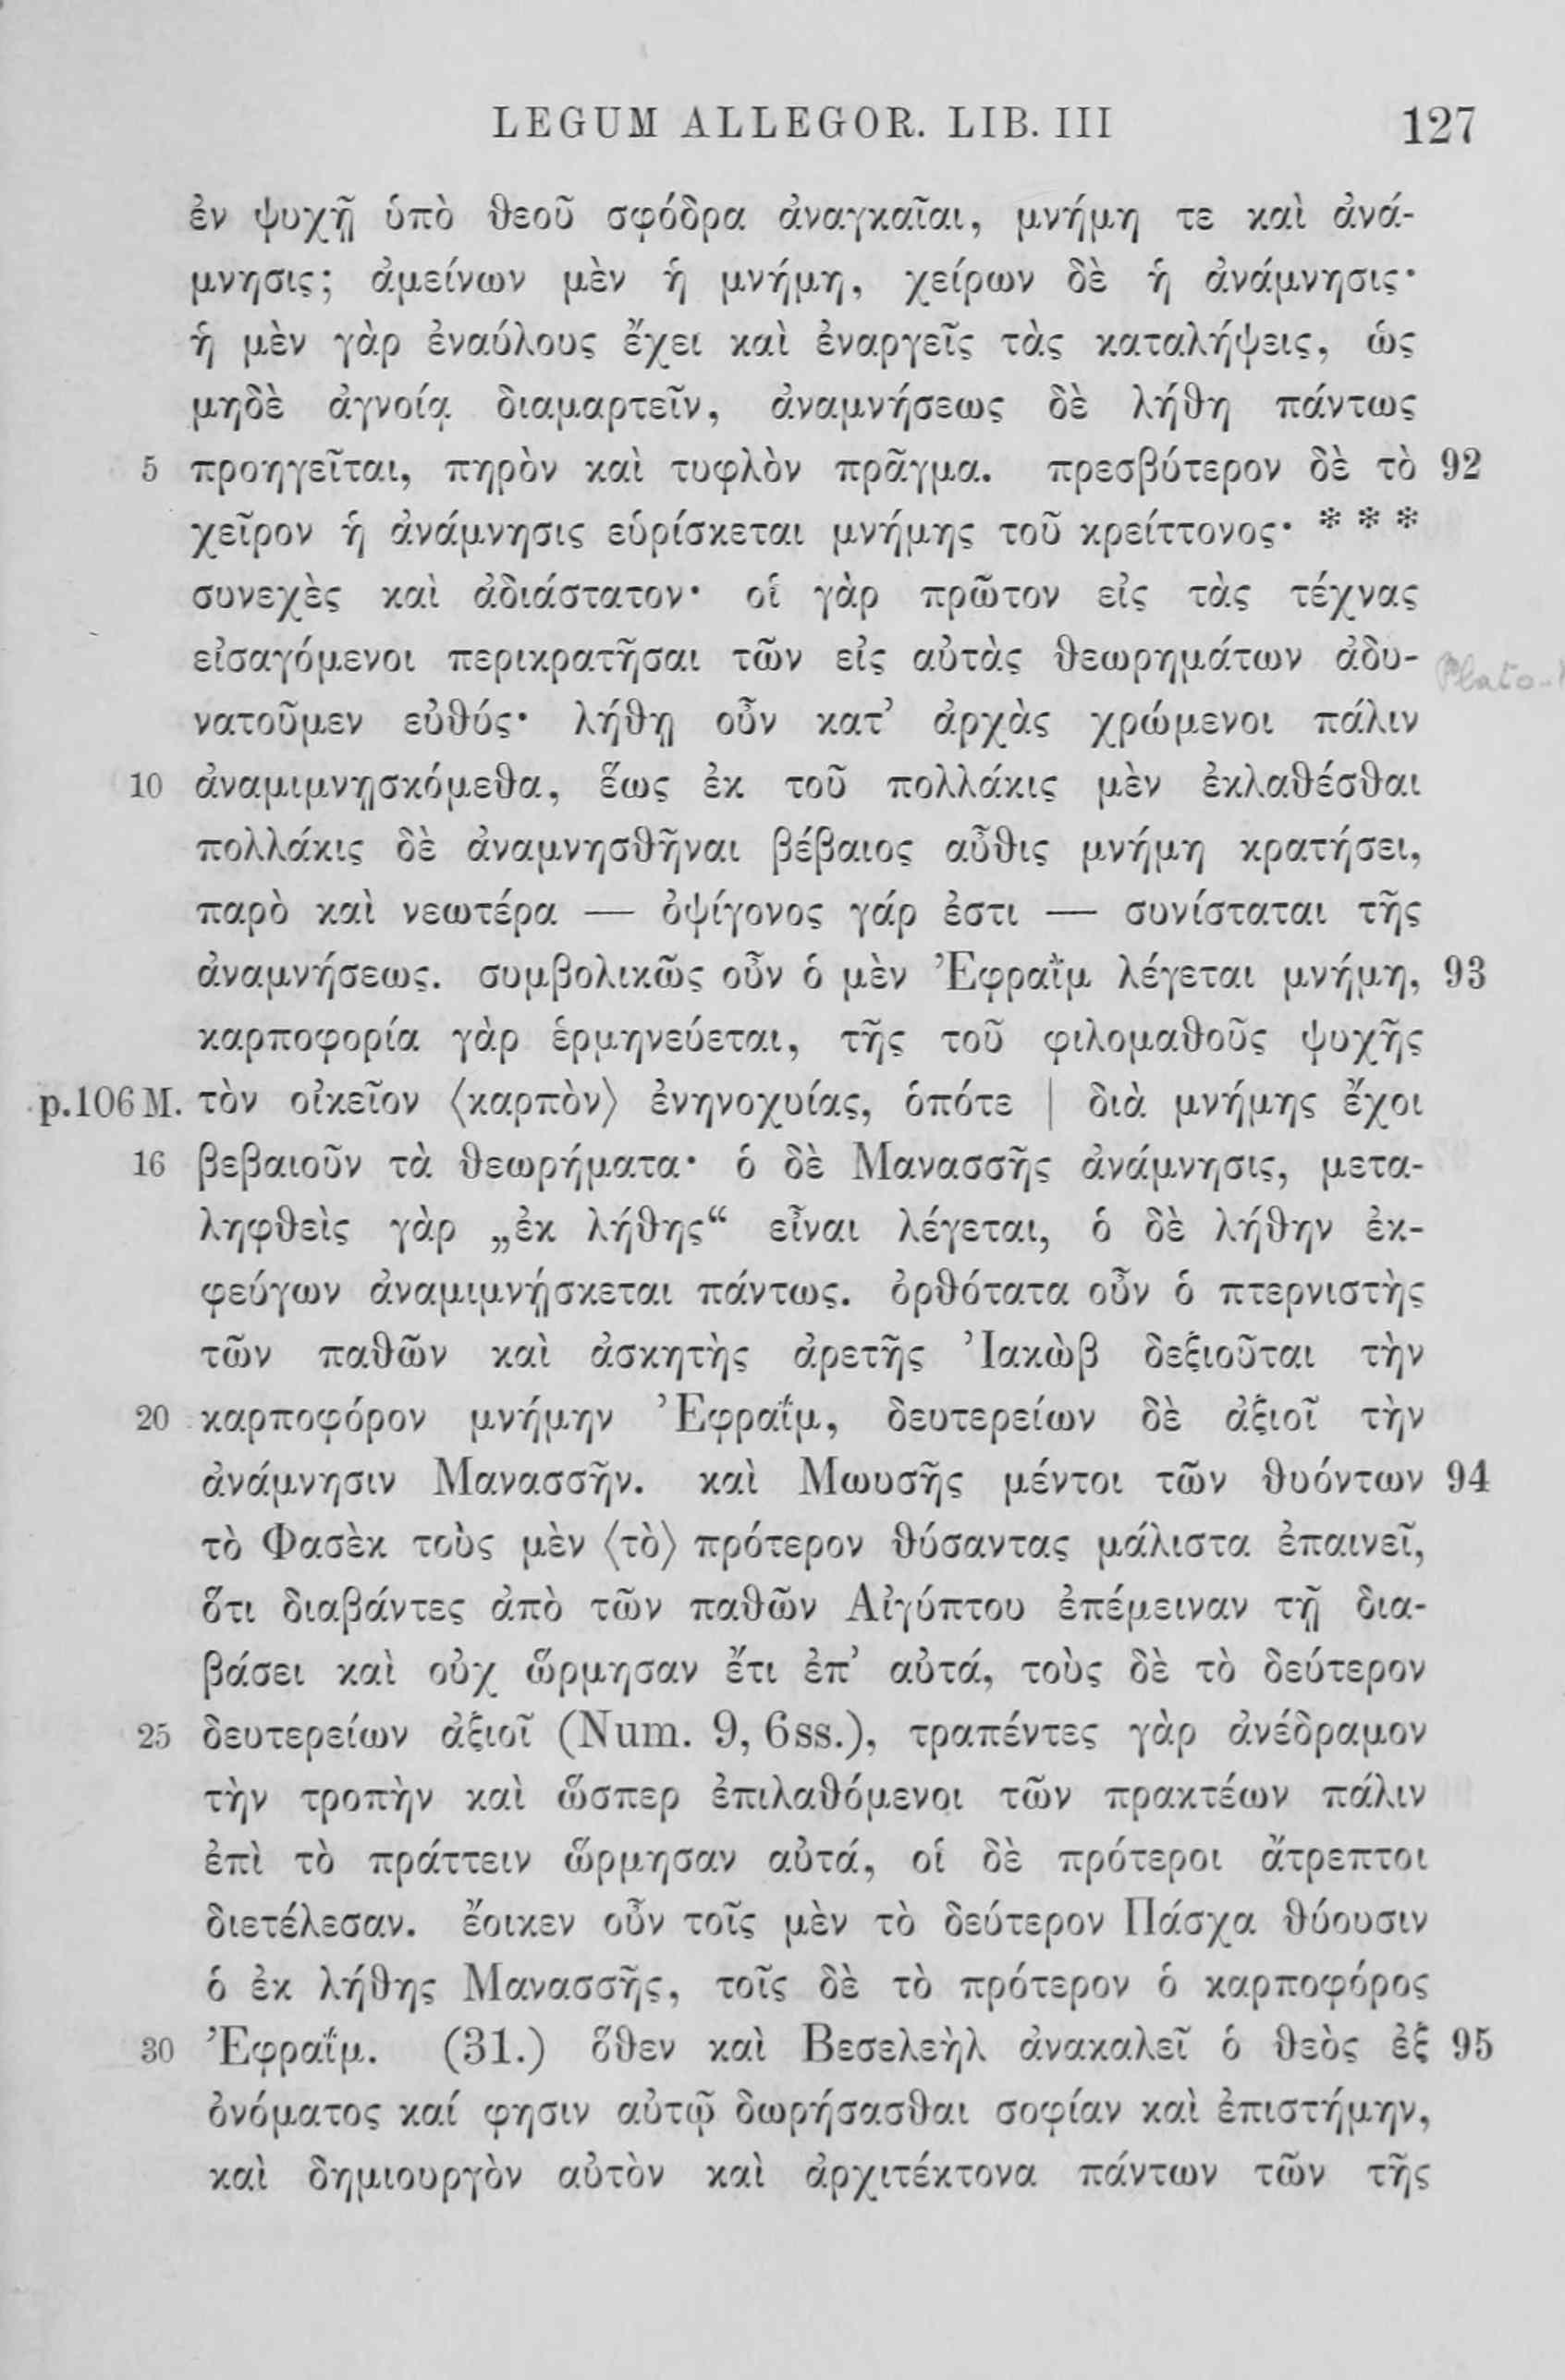 LEGUM ALLEGOR. LIB. III 127
ἐν ψυχῇ ὑπὸ θεοῦ σφόδρα ἀναγκαῖαι, μνήμη τε καὶ ἀνά-
μνησις; ἀμείνων μὲν ἡ μνήμη, χείρων δὲ ἡ ἀνάμνησις·
ἡ μὲν γὰρ ἐναύλους ἔχει καὶ ἐναργεῖς τὰς καταλήψεις, ὡς
μηδὲ ἀγνοίᾳ διαμαρτεῖν, ἀναμνήσεως δὲ λήθη πάντως
5 προηγεῖται, πηρὸν καὶ τυφλὸν πρᾶγμα. πρεσβύτερον δὲ τὸ 92
χεῖρον ἡ ἀνάμνησις εὑρίσκεται μνήμης τοῦ κρείττονος· * * *
συνεχὲς καὶ ἀδιάστατον· οἱ γὰρ πρῶτον εἰς τὰς τέχνας
εἰσαγόμενοι περικρατῆσαι τῶν εἰς αὐτὰς θεωρημάτων ἀδυ- Plato
νατοῦμεν εὐθύς· λήθῃ οὖν κατ’ ἀρχὰς χρώμενοι πάλιν
10 ἀναμιμνῃσκόμεθα, ἕως ἐκ τοῦ πολλάκις μὲν ἐκλαθέσθαι
πολλάκις δὲ ἀναμνησθῆναι βέβαιος αὖθις μνήμη κρατήσει,
παρὸ καὶ νεωτέρα — ὀψίγονος γάρ ἐστι — συνίσταται τῆς
ἀναμνήσεως. συμβολικῶς οὖν ὁ μὲν Ἐφραῒμ λέγεται μνήμη, 93
καρποφορία γὰρ ἑρμηνεύεται, τῆς τοῦ φιλομαθοῦς ψυχῆς
p.106 M. τὸν οἰκεῖον ⟨καρπὸν⟩ ἐνηνοχυίας, ὁπότε | διὰ μνήμης ἔχοι
16 βεβαιοῦν τὰ θεωρήματα· ὁ δὲ Μανασσῆς ἀνάμνησις, μετα-
ληφθεὶς γὰρ „ἐκ λήθης“ εἶναι λέγεται, ὁ δὲ λήθην ἐκ-
φεύγων ἀναμιμνῄσκεται πάντως. ὀρθότατα οὖν ὁ πτερνιστὴς
τῶν παθῶν καὶ ἀσκητὴς ἀρετῆς Ἰακὼβ δεξιοῦται τὴν
20 καρποφόρον μνήμην Ἐφραΐμ, δευτερείων δὲ ἀξιοῖ τὴν
ἀνάμνησιν Μανασσῆν. καὶ Μωυσῆς μέντοι τῶν θυόντων 94
τὸ Φασὲκ τοὺς μὲν ⟨τὸ⟩ πρότερον θύσαντας μάλιστα ἐπαινεῖ,
ὅτι διαβάντες ἀπὸ τῶν παθῶν Αἰγύπτου ἐπέμειναν τῇ δια-
βάσει καὶ οὐχ ὥρμησαν ἔτι ἐπ’ αὐτά, τοὺς δὲ τὸ δεύτερον
25 δευτερείων ἀξιοῖ (Num. 9, 6ss.), τραπέντες γὰρ ἀνέδραμον
τὴν τροπὴν καὶ ὥσπερ ἐπιλαθόμενοι τῶν πρακτέων πάλιν
ἐπὶ τὸ πράττειν ὥρμησαν αὐτά, οἱ δὲ πρότεροι ἄτρεπτοι
διετέλεσαν. ἔοικεν οὖν τοῖς μὲν τὸ δεύτερον Πάσχα θύουσιν
ὁ ἐκ λήθης Μανασσῆς, τοῖς δὲ τὸ πρότερον ὁ καρποφόρος
30 Ἐφραΐμ. (31.) ὅθεν καὶ Βεσελεὴλ ἀνακαλεῖ ὁ θεὸς ἐξ 95
ὀνόματος καί φησιν αὐτῷ δωρήσασθαι σοφίαν καὶ ἐπιστήμην,
καὶ δημιουργὸν αὐτὸν καὶ ἀρχιτέκτονα πάντων τῶν τῆς